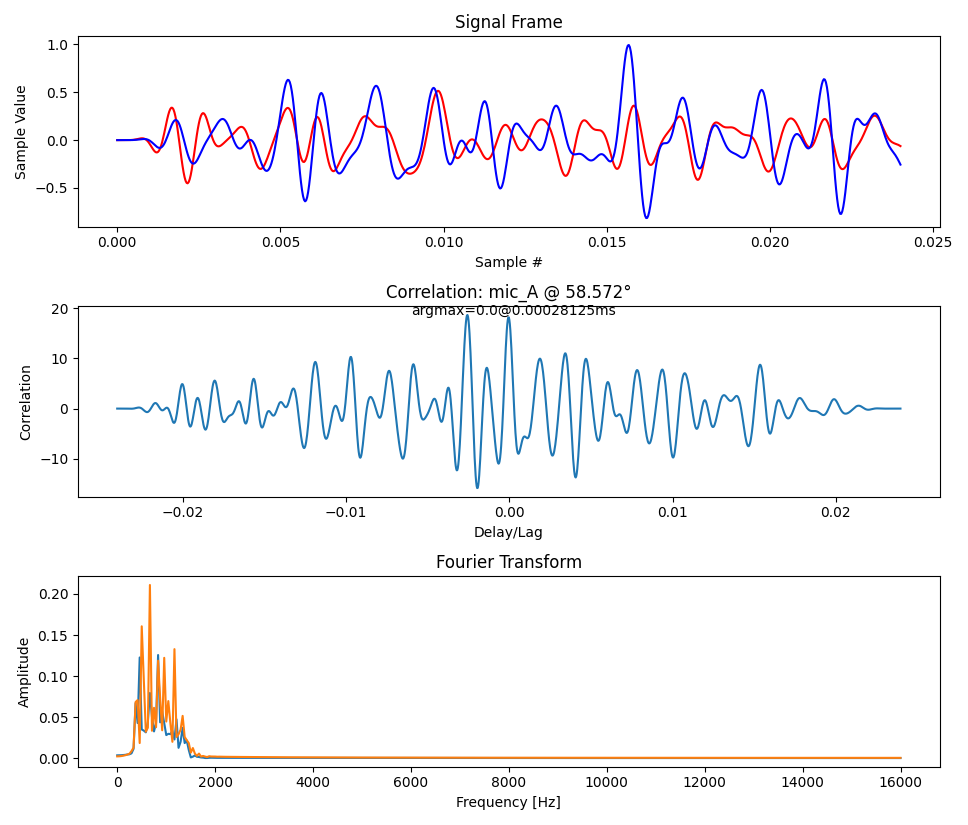 Signal Frame
1.0
0.5
0.0
−0.5
Sample Value
0.000 0.005 0.010 0.015 0.020 0.025
Sample #
Correlation: mic_A @ 58.572°
argmax=0.0@0.00028125ms
20
10
0
−10
Correlation
−0.02 −0.01 0.00 0.01 0.02
Delay/Lag
Fourier Transform
0.20
0.15
0.10
0.05
0.00
Amplitude
0 2000 4000 6000 8000 10000 12000 14000 16000
Frequency [Hz]